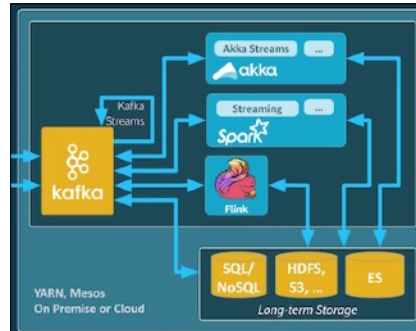 Akka Streams
...
akka
Kafka
Streams
Streaming
...
Spark
kafka
Flink
SQL/
NoSQL
HDFS,
S3, ...
ES
YARN, Mesos
On Premise or Cloud
Long-term Storage